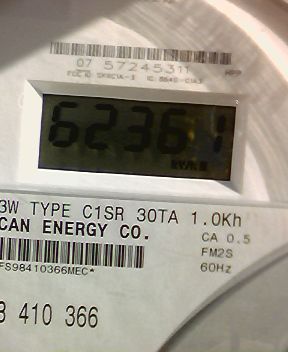 07 57245311
62361
kWh
3W TYPE C1SR 30TA 1.0Kh
CAN ENERGY CO.
CA 0.5
FM2S
60Hz
FS98410366MEC*
410 366